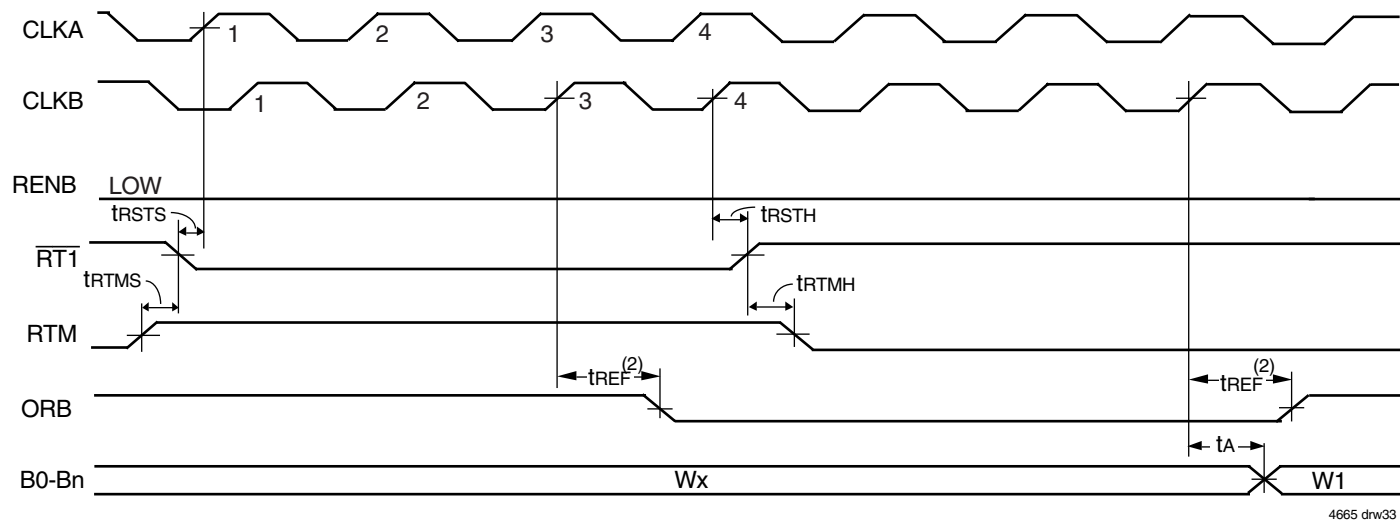 CLKA 1 2 3 4
CLKB 1 2 3 4
RENB LOW
tRSTS tRSTH
RT1
tRTMS tRTMH
RTM
tREF(2) tREF(2)
ORB
tA
B0-Bn Wx W1
4665 drw33